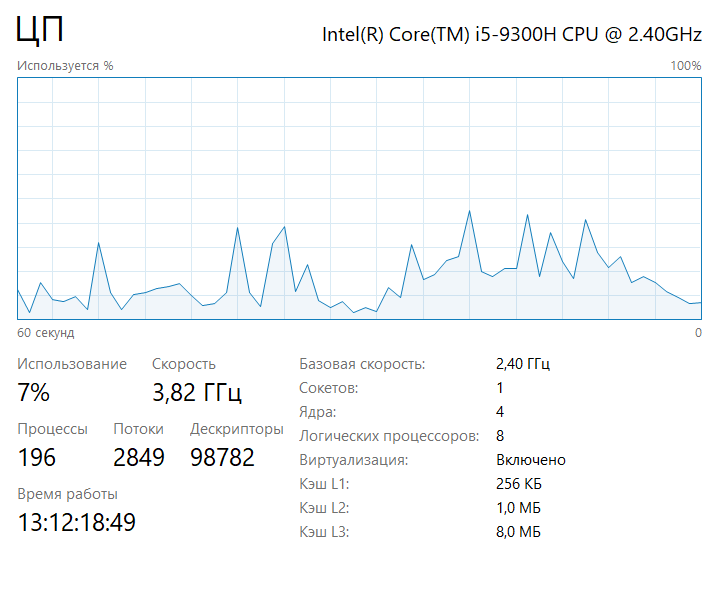 ЦП
Intel(R) Core(TM) i5-9300H CPU @ 2.40GHz
Используется %
100%
60 секунд
0
Использование
Скорость
7%
3,82 ГГц
Процессы
Потоки
Дескрипторы
196
2849
98782
Время работы
13:12:18:49
Базовая скорость: 2,40 ГГц
Сокетов: 1
Ядра: 4
Логических процессоров: 8
Виртуализация: Включено
Кэш L1: 256 КБ
Кэш L2: 1,0 МБ
Кэш L3: 8,0 МБ